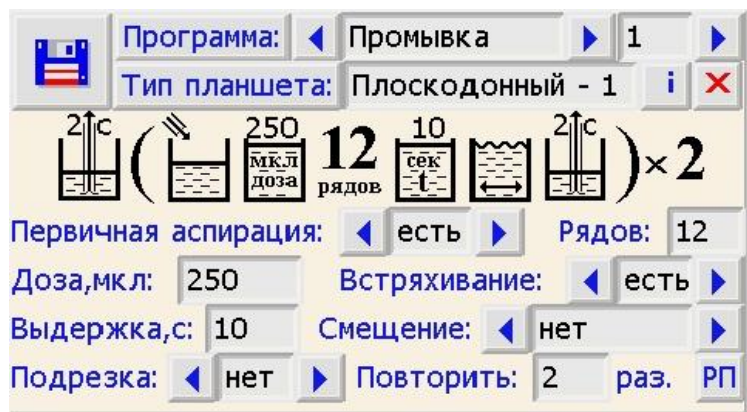 Программа: Промывка 1
Тип планшета: Плоскодонный - 1 i
2 с ( 250 мкл доза 12 рядов 10 сек t 2 с ) × 2
Первичная аспирация: есть Рядов: 12
Доза,мкл: 250 Встряхивание: есть
Выдержка,с: 10 Смещение: нет
Подрезка: нет Повторить: 2 раз. РП